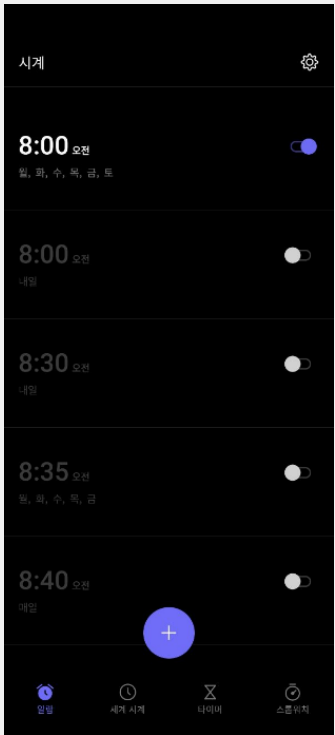 시계
8:00 오전
월, 화, 수, 목, 금, 토
8:00 오전
내일
8:30 오전
내일
8:35 오전
월, 화, 수, 목, 금
8:40 오전
매일
알람
세계 시계
타이머
스톱워치